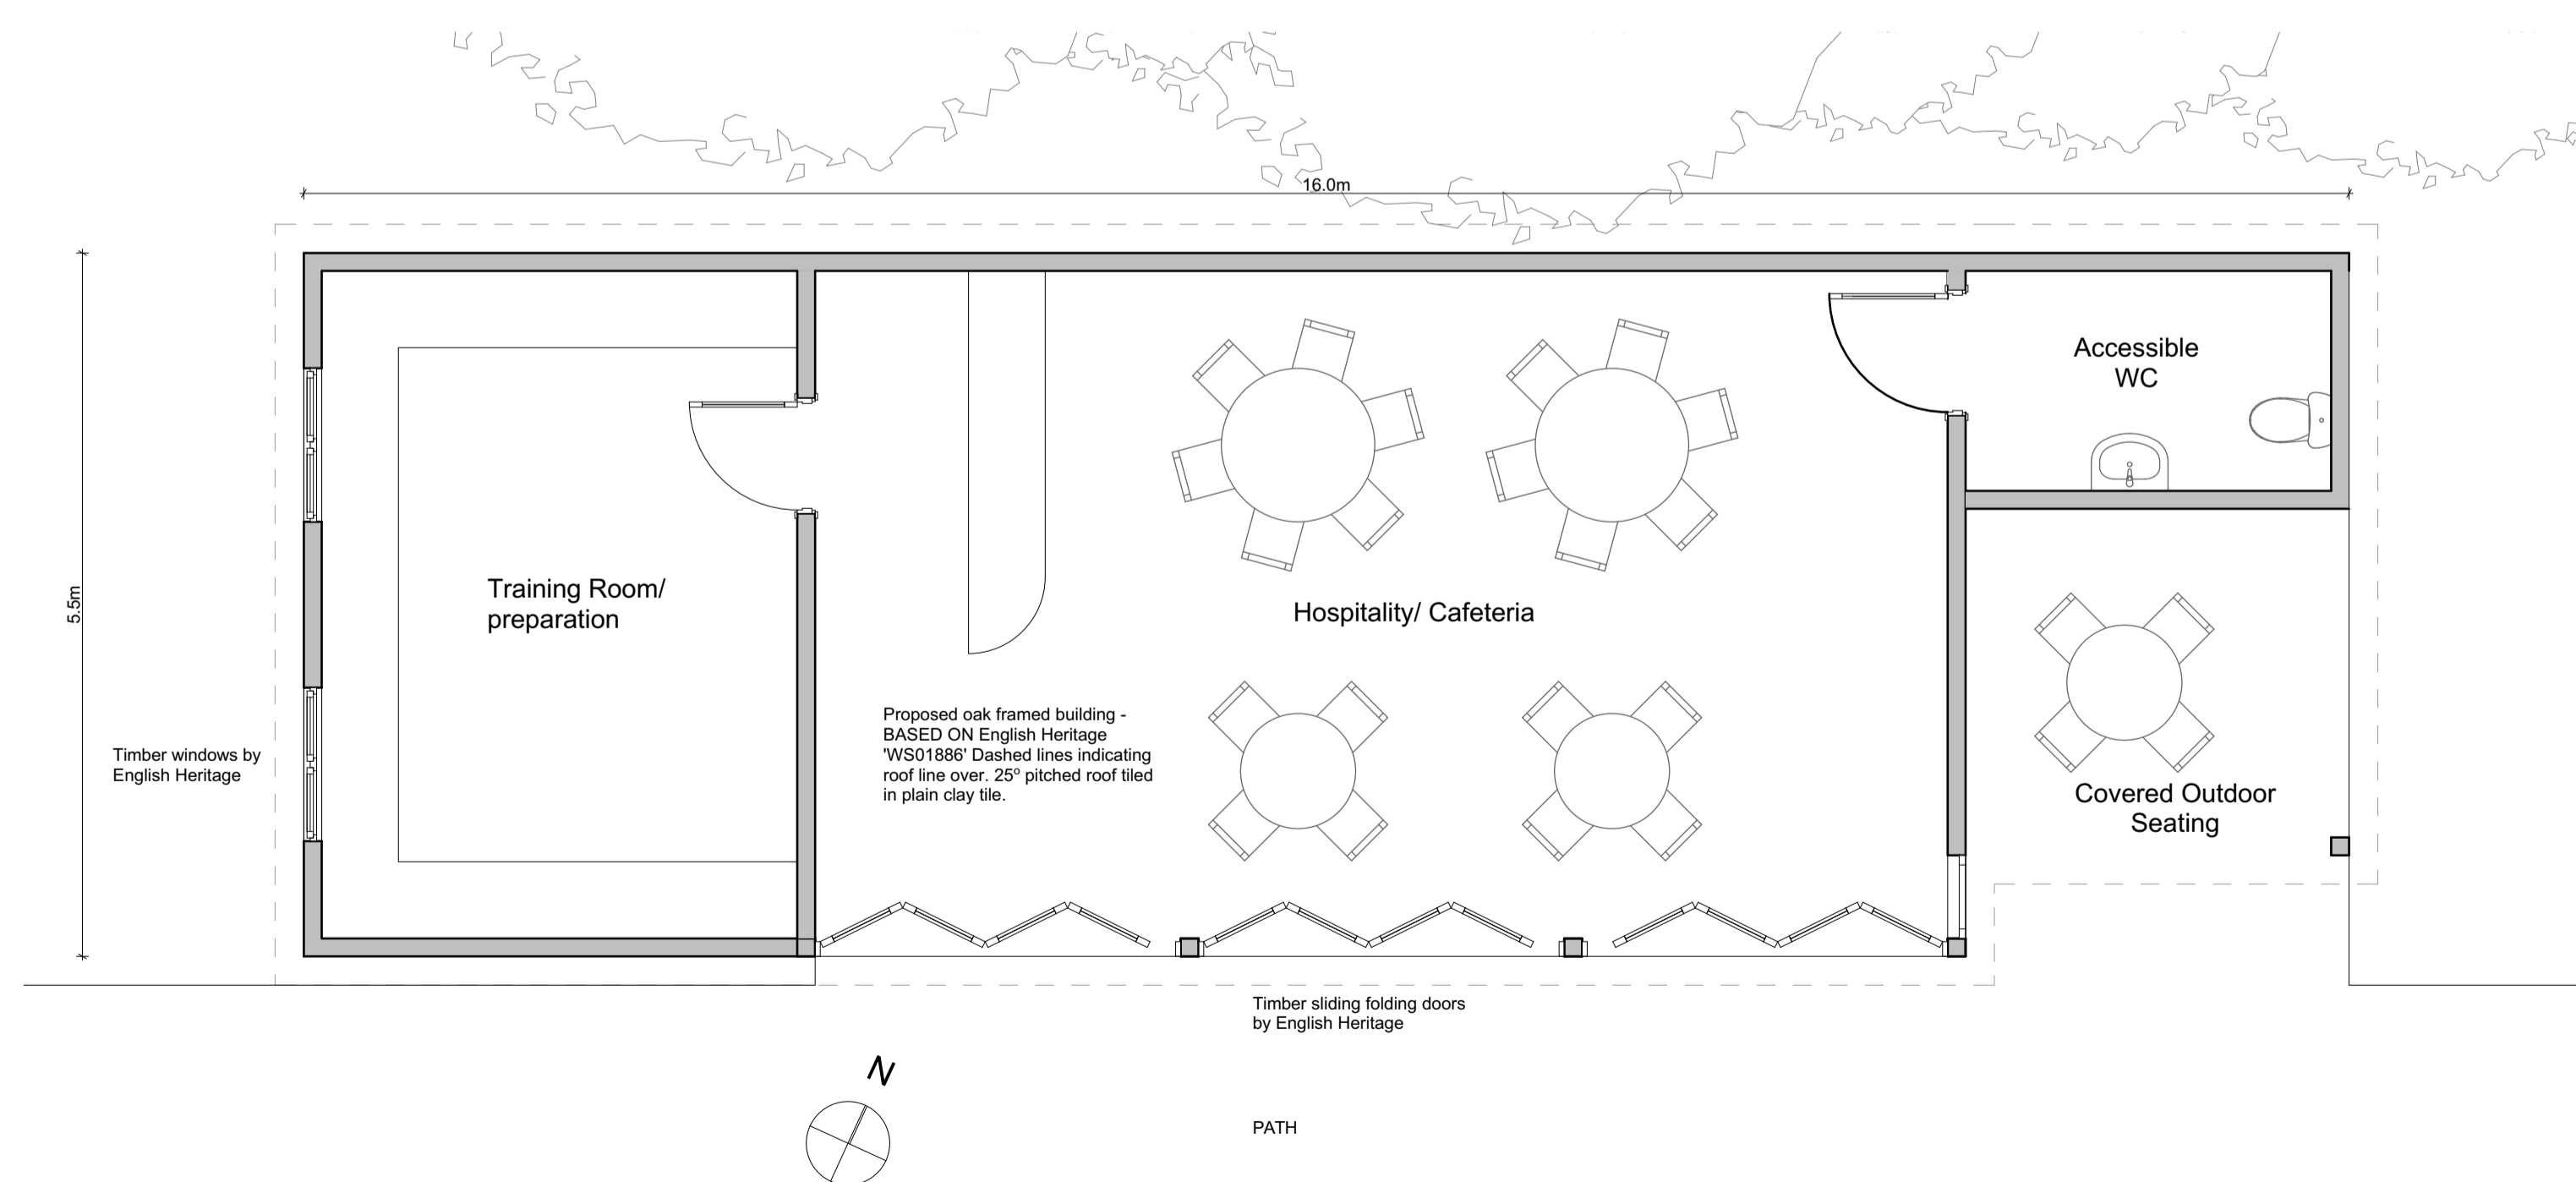 16.0m
Accessible
WC
5.5m
Training Room/
preparation
Hospitality/ Cafeteria
Proposed oak framed building -
BASED ON English Heritage
'WS01886' Dashed lines indicating
roof line over. 25º pitched roof tiled
in plain clay tile.
Timber windows by
English Heritage
Covered Outdoor
Seating
Timber sliding folding doors
by English Heritage
N
PATH